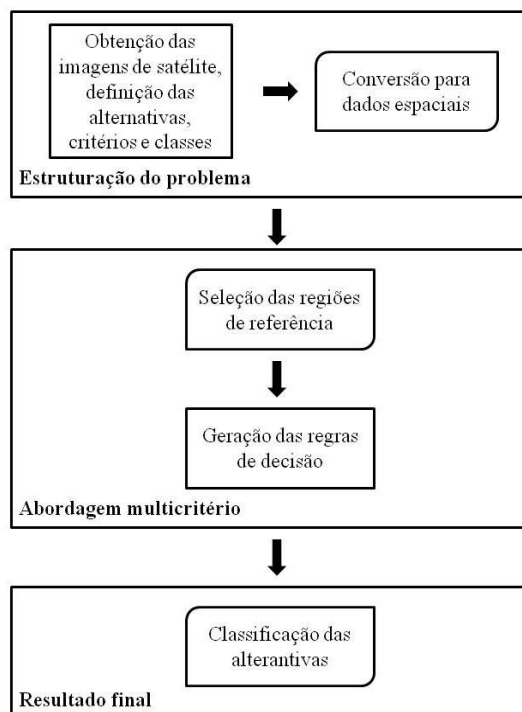 Obtenção das
imagens de satélite,
definição das
alternativas,
critérios e classes
Conversão para
dados espaciais
Estruturação do problema
Seleção das regiões
de referência
Geração das regras
de decisão
Abordagem multicritério
Classificação das
alterantivas
Resultado final